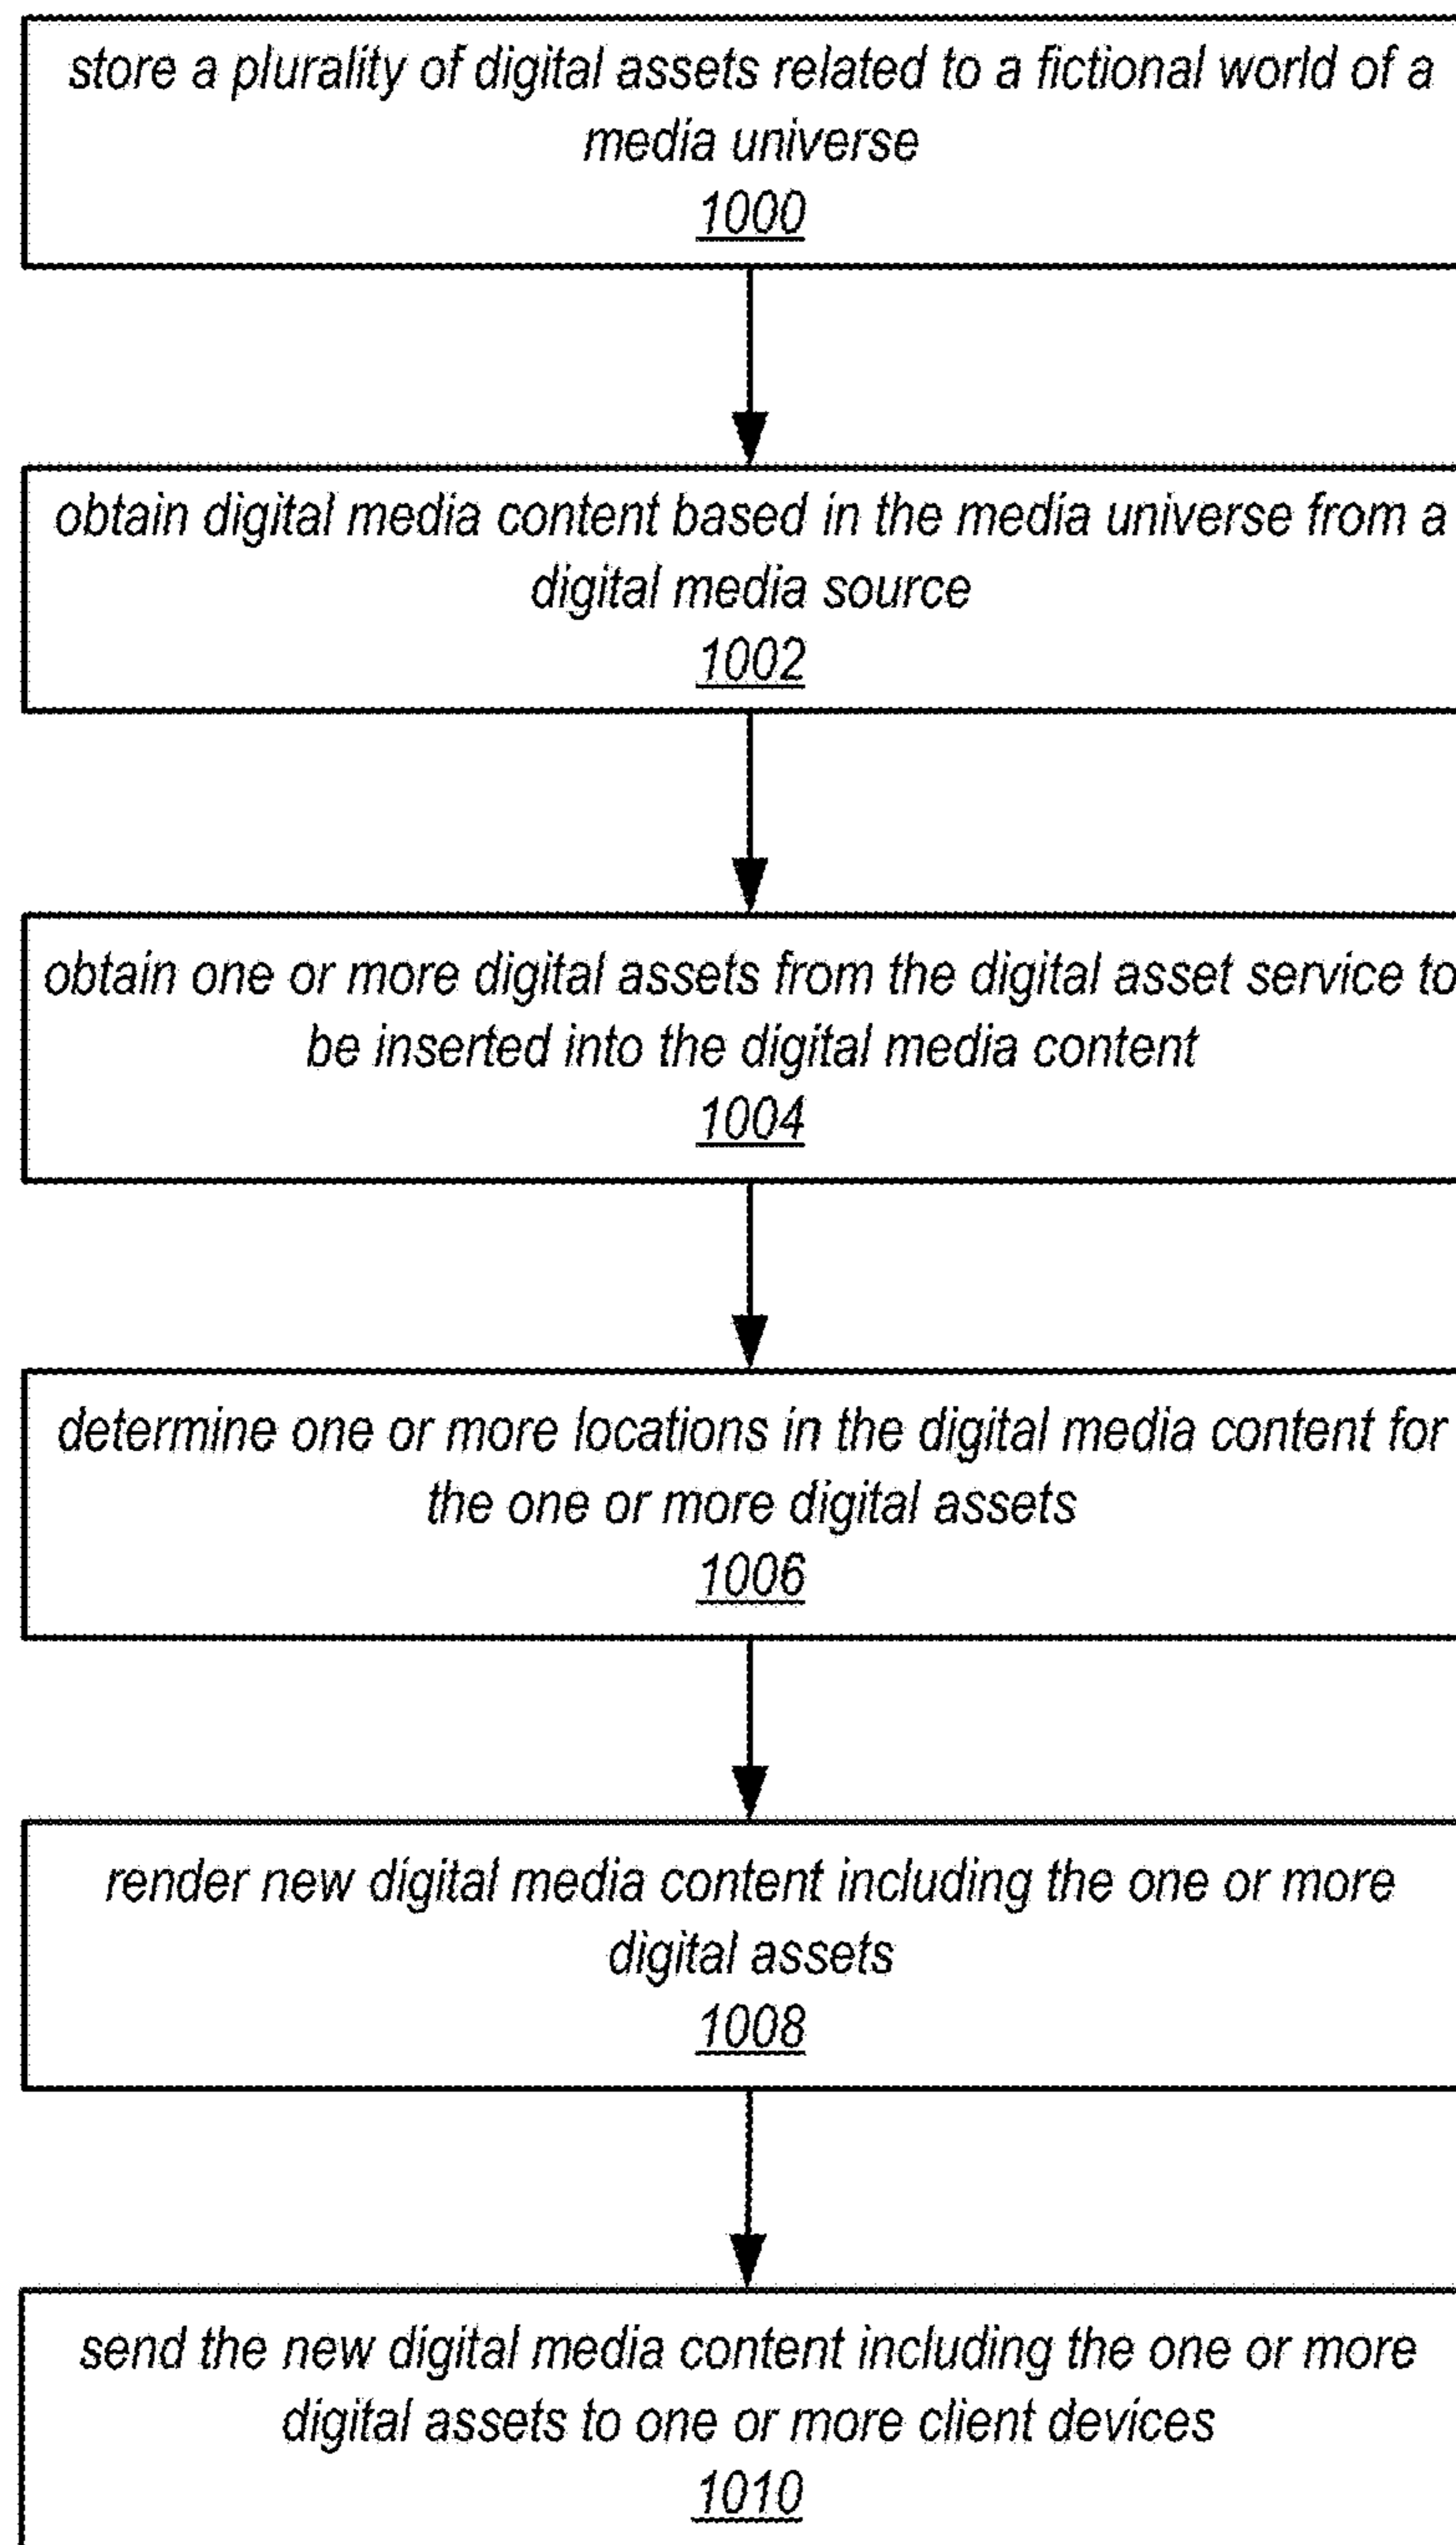 store a plurality of digital assets related to a fictional world of a
media universe
1000
obtain digital media content based in the media universe from a
digital media source
1002
obtain one or more digital assets from the digital asset service to
be inserted into the digital media content
1004
determine one or more locations in the digital media content for
the one or more digital assets
1006
render new digital media content including the one or more
digital assets
1008
send the new digital media content including the one or more
digital assets to one or more client devices
1010